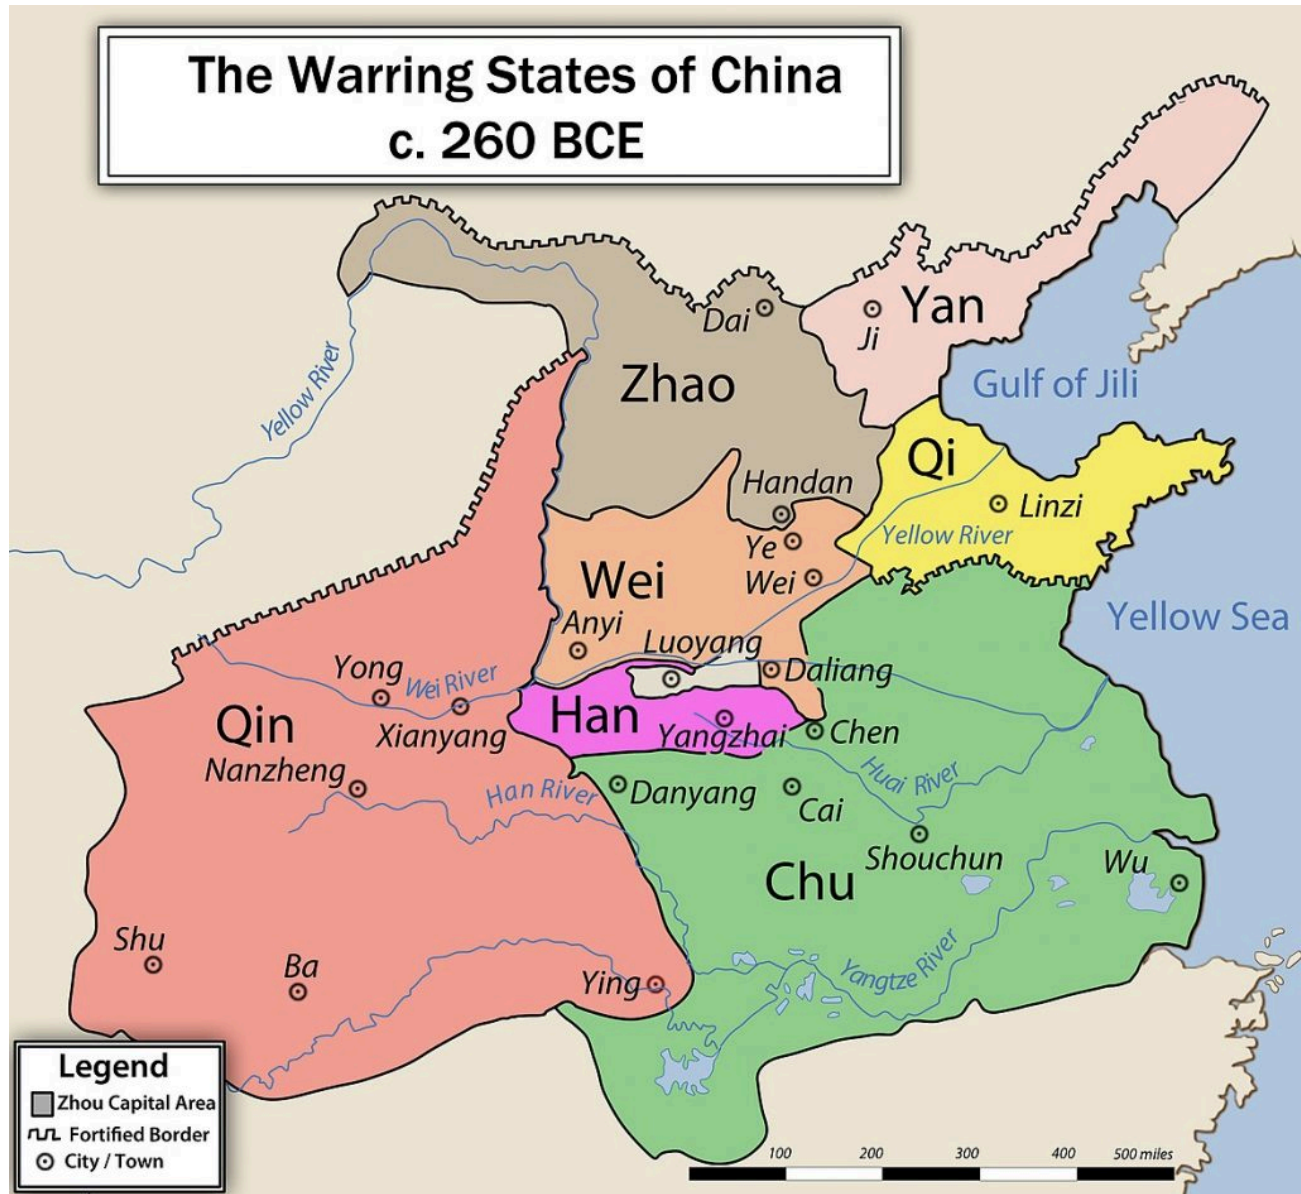 The Warring States of China
c. 260 BCE
Yan
Dai
Ji
Zhao
Gulf of Jili
Yellow River
Qi
Handan
Linzi
Yellow River
Ye
Wei
Wei
Yellow Sea
Anyi
Luoyang
Yong
Wei River
Daliang
Qin
Han
Xianyang
Yangzhai
Chen
Nanzheng
Han River
Danyang
Huai River
Cai
Shouchun
Chu
Wu
Shu
Ba
Ying
Yangtze River
Legend
Zhou Capital Area
Fortified Border
City / Town
100 200 300 400 500 miles